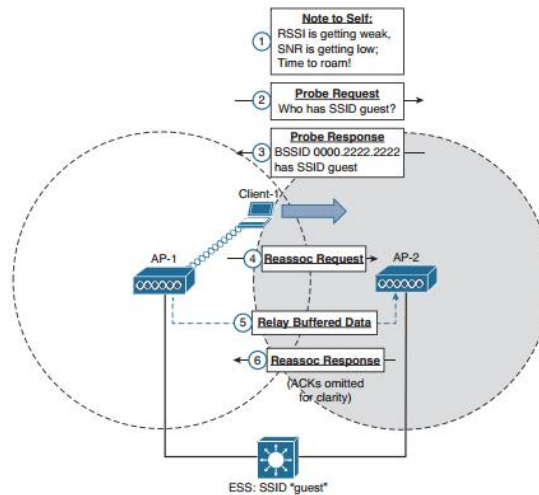 Note to Self:
1
RSSI is getting weak,
SNR is getting low;
Time to roam!
Probe Request
2
Who has SSID guest?
Probe Response
3
BSSID 0000.2222.2222
has SSID guest
Client-1
AP-1
4
Reassoc Request
AP-2
5
Relay Buffered Data
6
Reassoc Response
(ACKs omitted
for clarity)
ESS: SSID "guest"